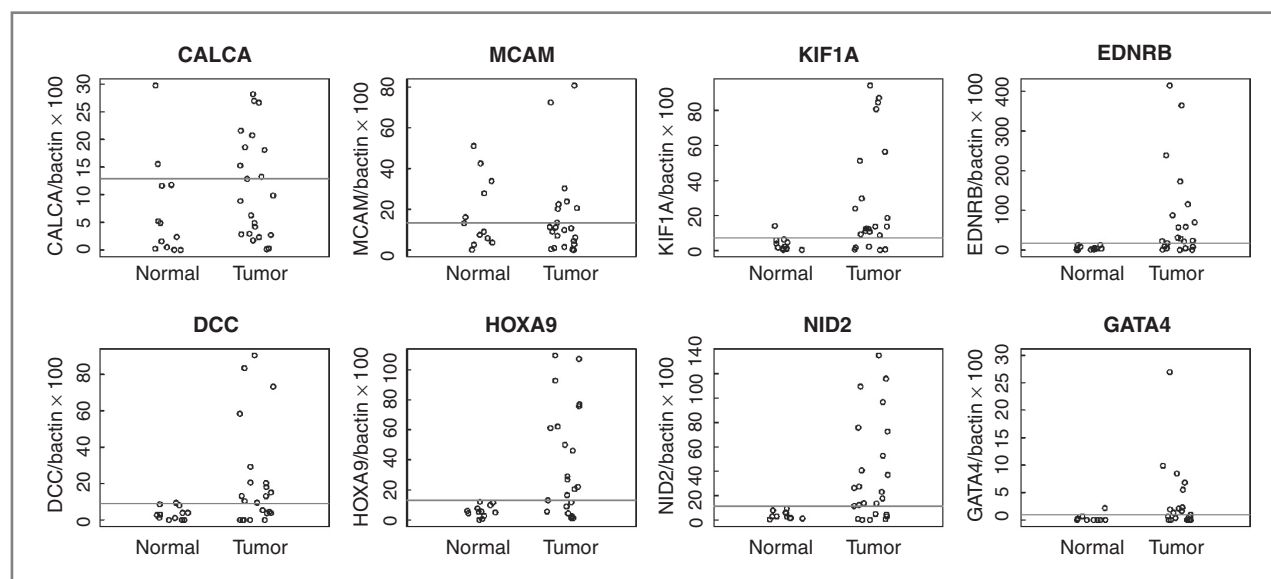 CALCA
CALCA/bactin × 100
30
25
20
15
10
5
0
Normal
Tumor
MCAM
MCAM/bactin × 100
80
60
40
20
0
Normal
Tumor
KIF1A
KIF1A/bactin × 100
80
60
40
20
0
Normal
Tumor
EDNRB
EDNRB/bactin × 100
400
300
200
100
0
Normal
Tumor
DCC
DCC/bactin × 100
80
60
40
20
0
Normal
Tumor
HOXA9
HOXA9/bactin × 100
100
80
60
40
20
0
Normal
Tumor
NID2
NID2/bactin × 100
140
120
100
80
60
40
20
0
Normal
Tumor
GATA4
GATA4/bactin × 100
30
25
20
15
10
5
0
Normal
Tumor